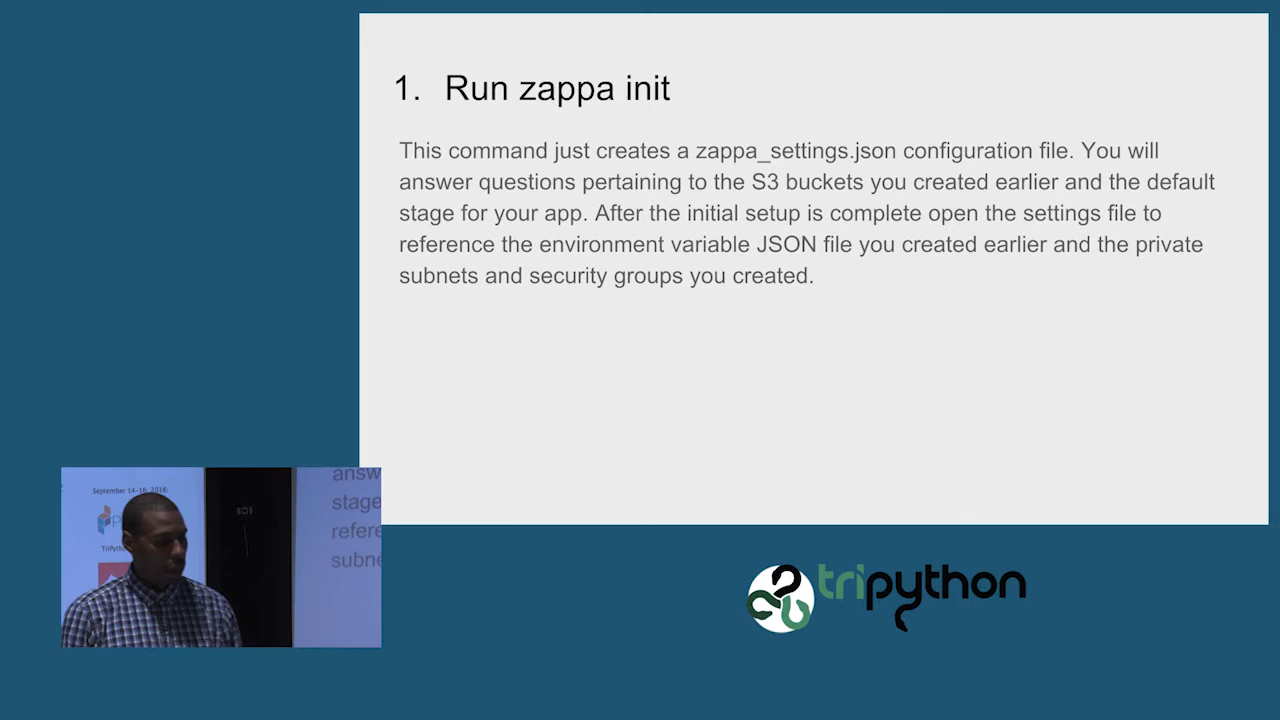 1. Run zappa init
This command just creates a zappa_settings.json configuration file. You will
answer questions pertaining to the S3 buckets you created earlier and the default
stage for your app. After the initial setup is complete open the settings file to
reference the environment variable JSON file you created earlier and the private
subnets and security groups you created.
September 14-16, 2018:
answ
stage
refere
subne
tripython